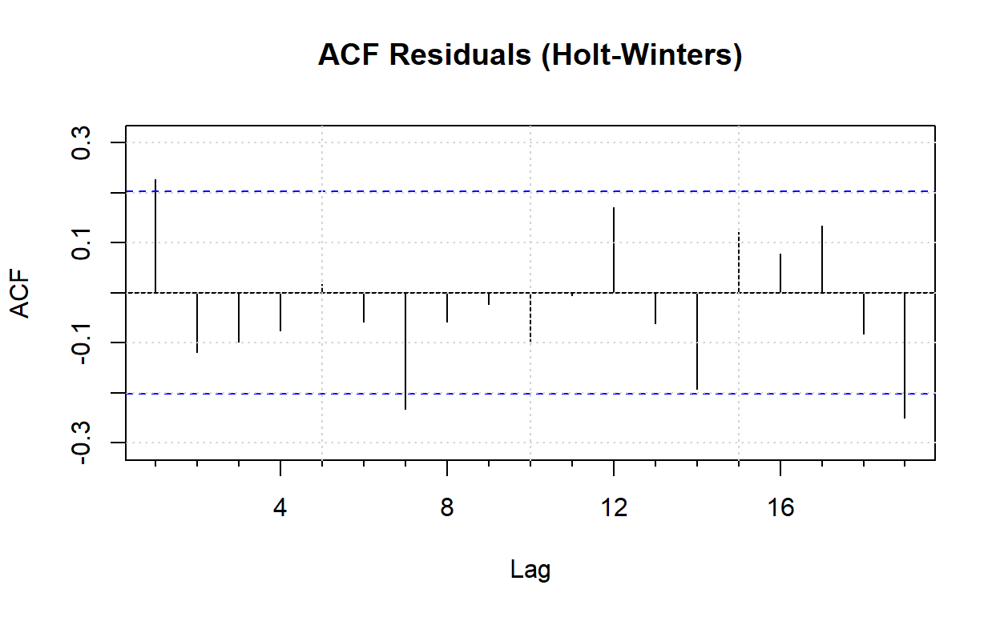 ACF Residuals (Holt-Winters)
0.3
0.1
-0.1
-0.3
ACF
4 8 12 16
Lag